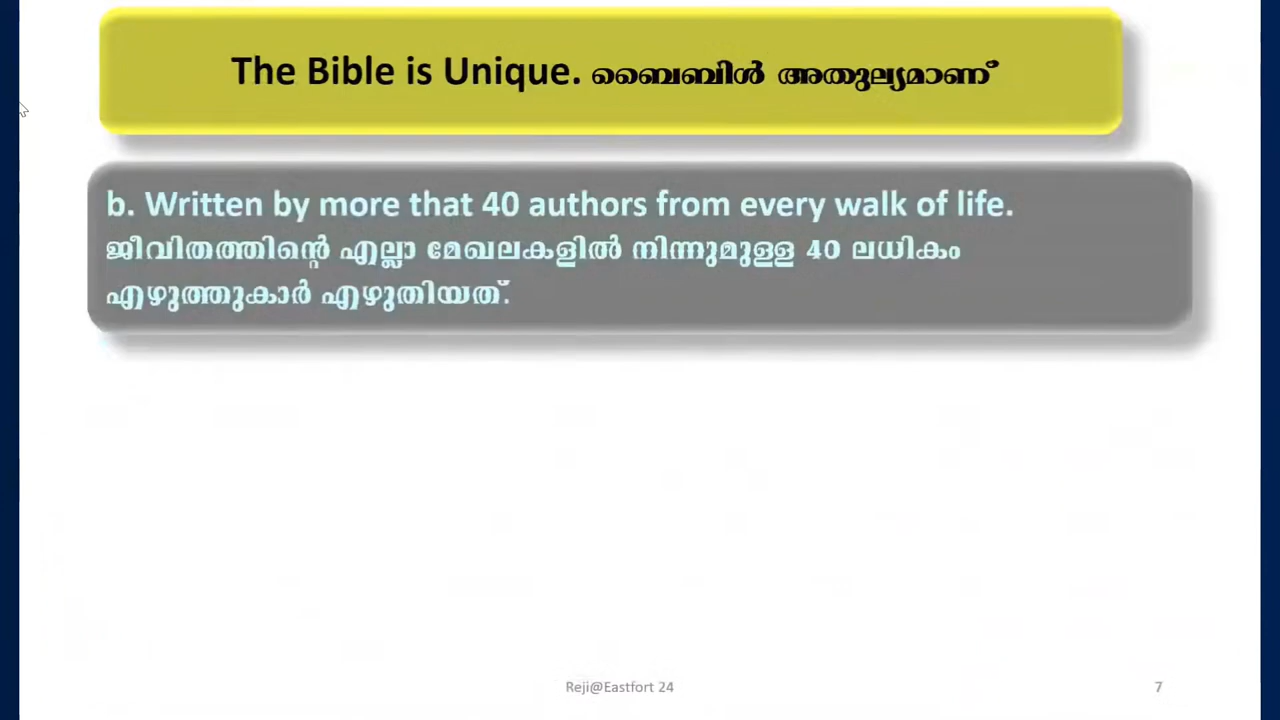 The Bible is Unique. ബൈബിൾ അതുല്യമാണ്
b. Written by more that 40 authors from every walk of life.
ജീവിതത്തിന്റെ എല്ലാ മേഖലകളിൽ നിന്നുമുള്ള 40 ലധികം
എഴുത്തുകാർ എഴുതിയത്.
Reji@Eastfort 24
7